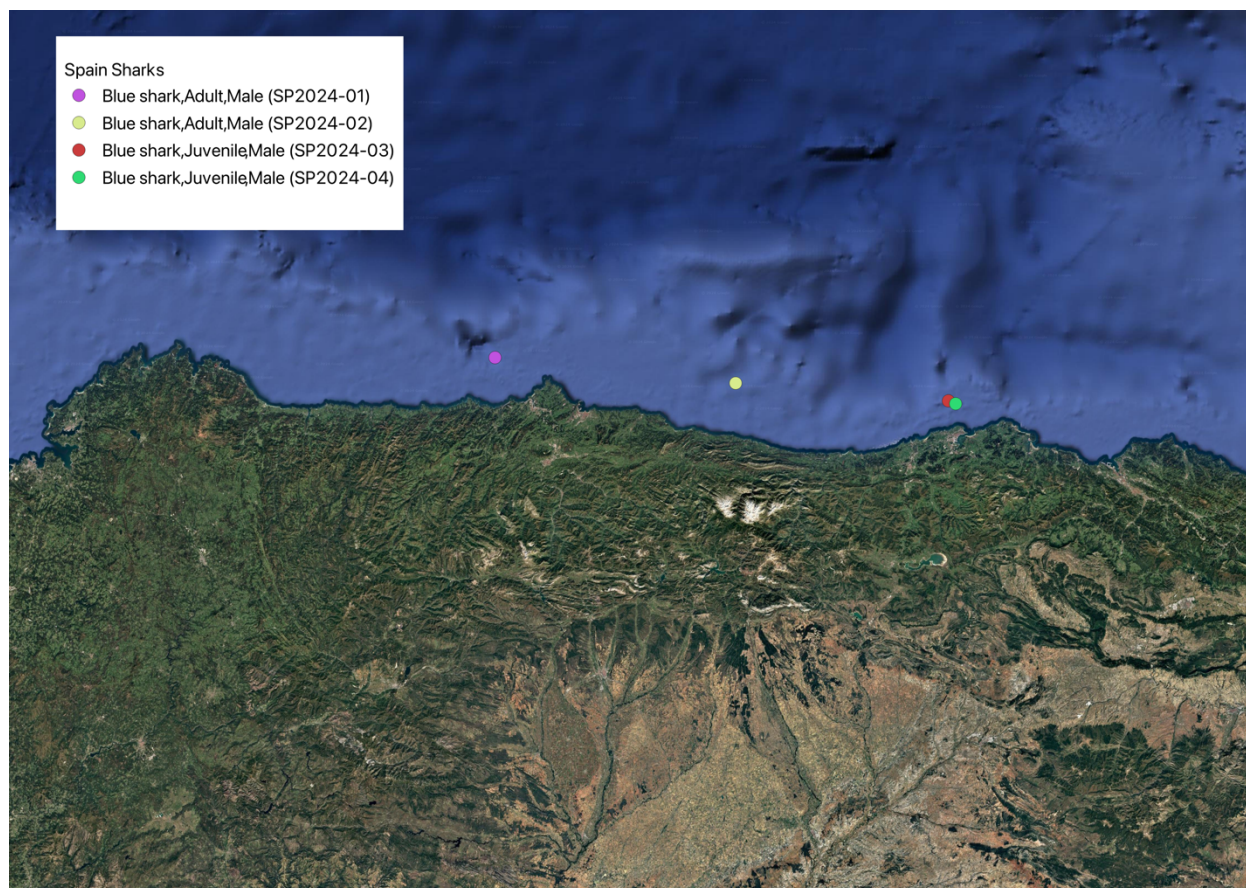 Spain Sharks
Blue shark,Adult,Male (SP2024-01)
Blue shark,Adult,Male (SP2024-02)
Blue shark,Juvenile,Male (SP2024-03)
Blue shark,Juvenile,Male (SP2024-04)